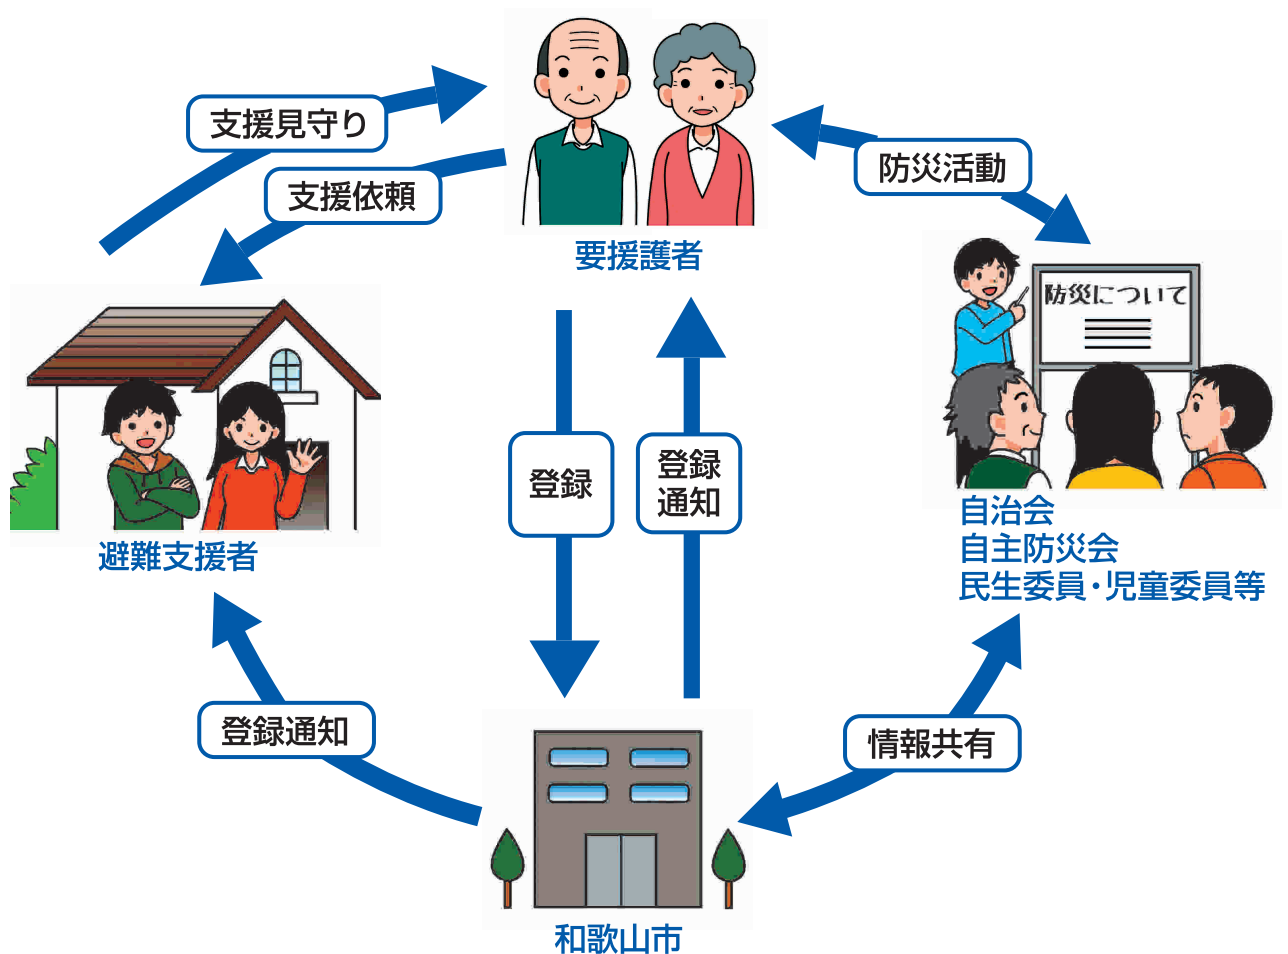 支援見守り
支援依頼
防災活動
要援護者
防災について
登録
登録
通知
自治会
自主防災会
民生委員・児童委員等
避難支援者
登録通知
情報共有
和歌山市